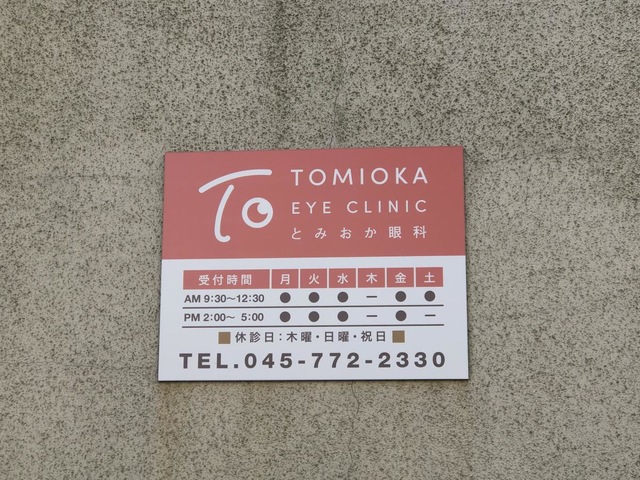 To
TOMIOKA
EYE CLINIC
とみおか眼科
受付時間 月 火 水 木 金 土
AM 9:30〜12:30 ● ● ● ー ● ●
PM 2:00〜 5:00 ● ● ● ー ● ー
■休診日:木曜・日曜・祝日■
TEL.045-772-2330